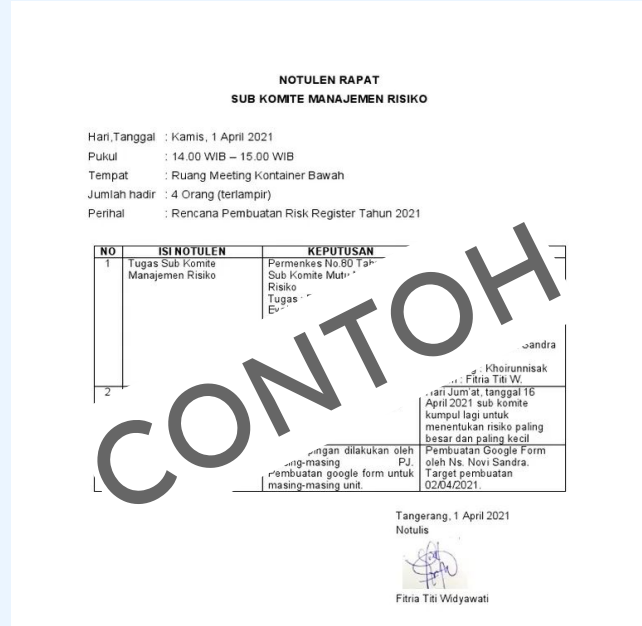 NOTULEN RAPAT
SUB KOMITE MANAJEMEN RISIKO
Hari,Tanggal : Kamis, 1 April 2021
Pukul : 14.00 WIB – 15.00 WIB
Tempat : Ruang Meeting Kontainer Bawah
Jumlah hadir : 4 Orang (terlampir)
Perihal : Rencana Pembuatan Risk Register Tahun 2021
NO ISI NOTULEN KEPUTUSAN
1 Tugas Sub Komite
Manajemen Risiko
Permenkes No.80
Sub Komite
Risiko
Tugas :
: Khoirunnisak
: Fitria Titi W.
2
Jum'at, tanggal 16
April 2021 sub komite
kumpul lagi untuk
menentukan risiko paling
besar dan paling kecil
dilakukan oleh
PJ.
Pembuatan google form untuk
masing-masing unit.
Pembuatan Google Form
oleh Ns. Novi Sandra.
Target pembuatan
02/04/2021.
CONTOH
Tangerang, 1 April 2021
Notulis
Fitria Titi Widyawati